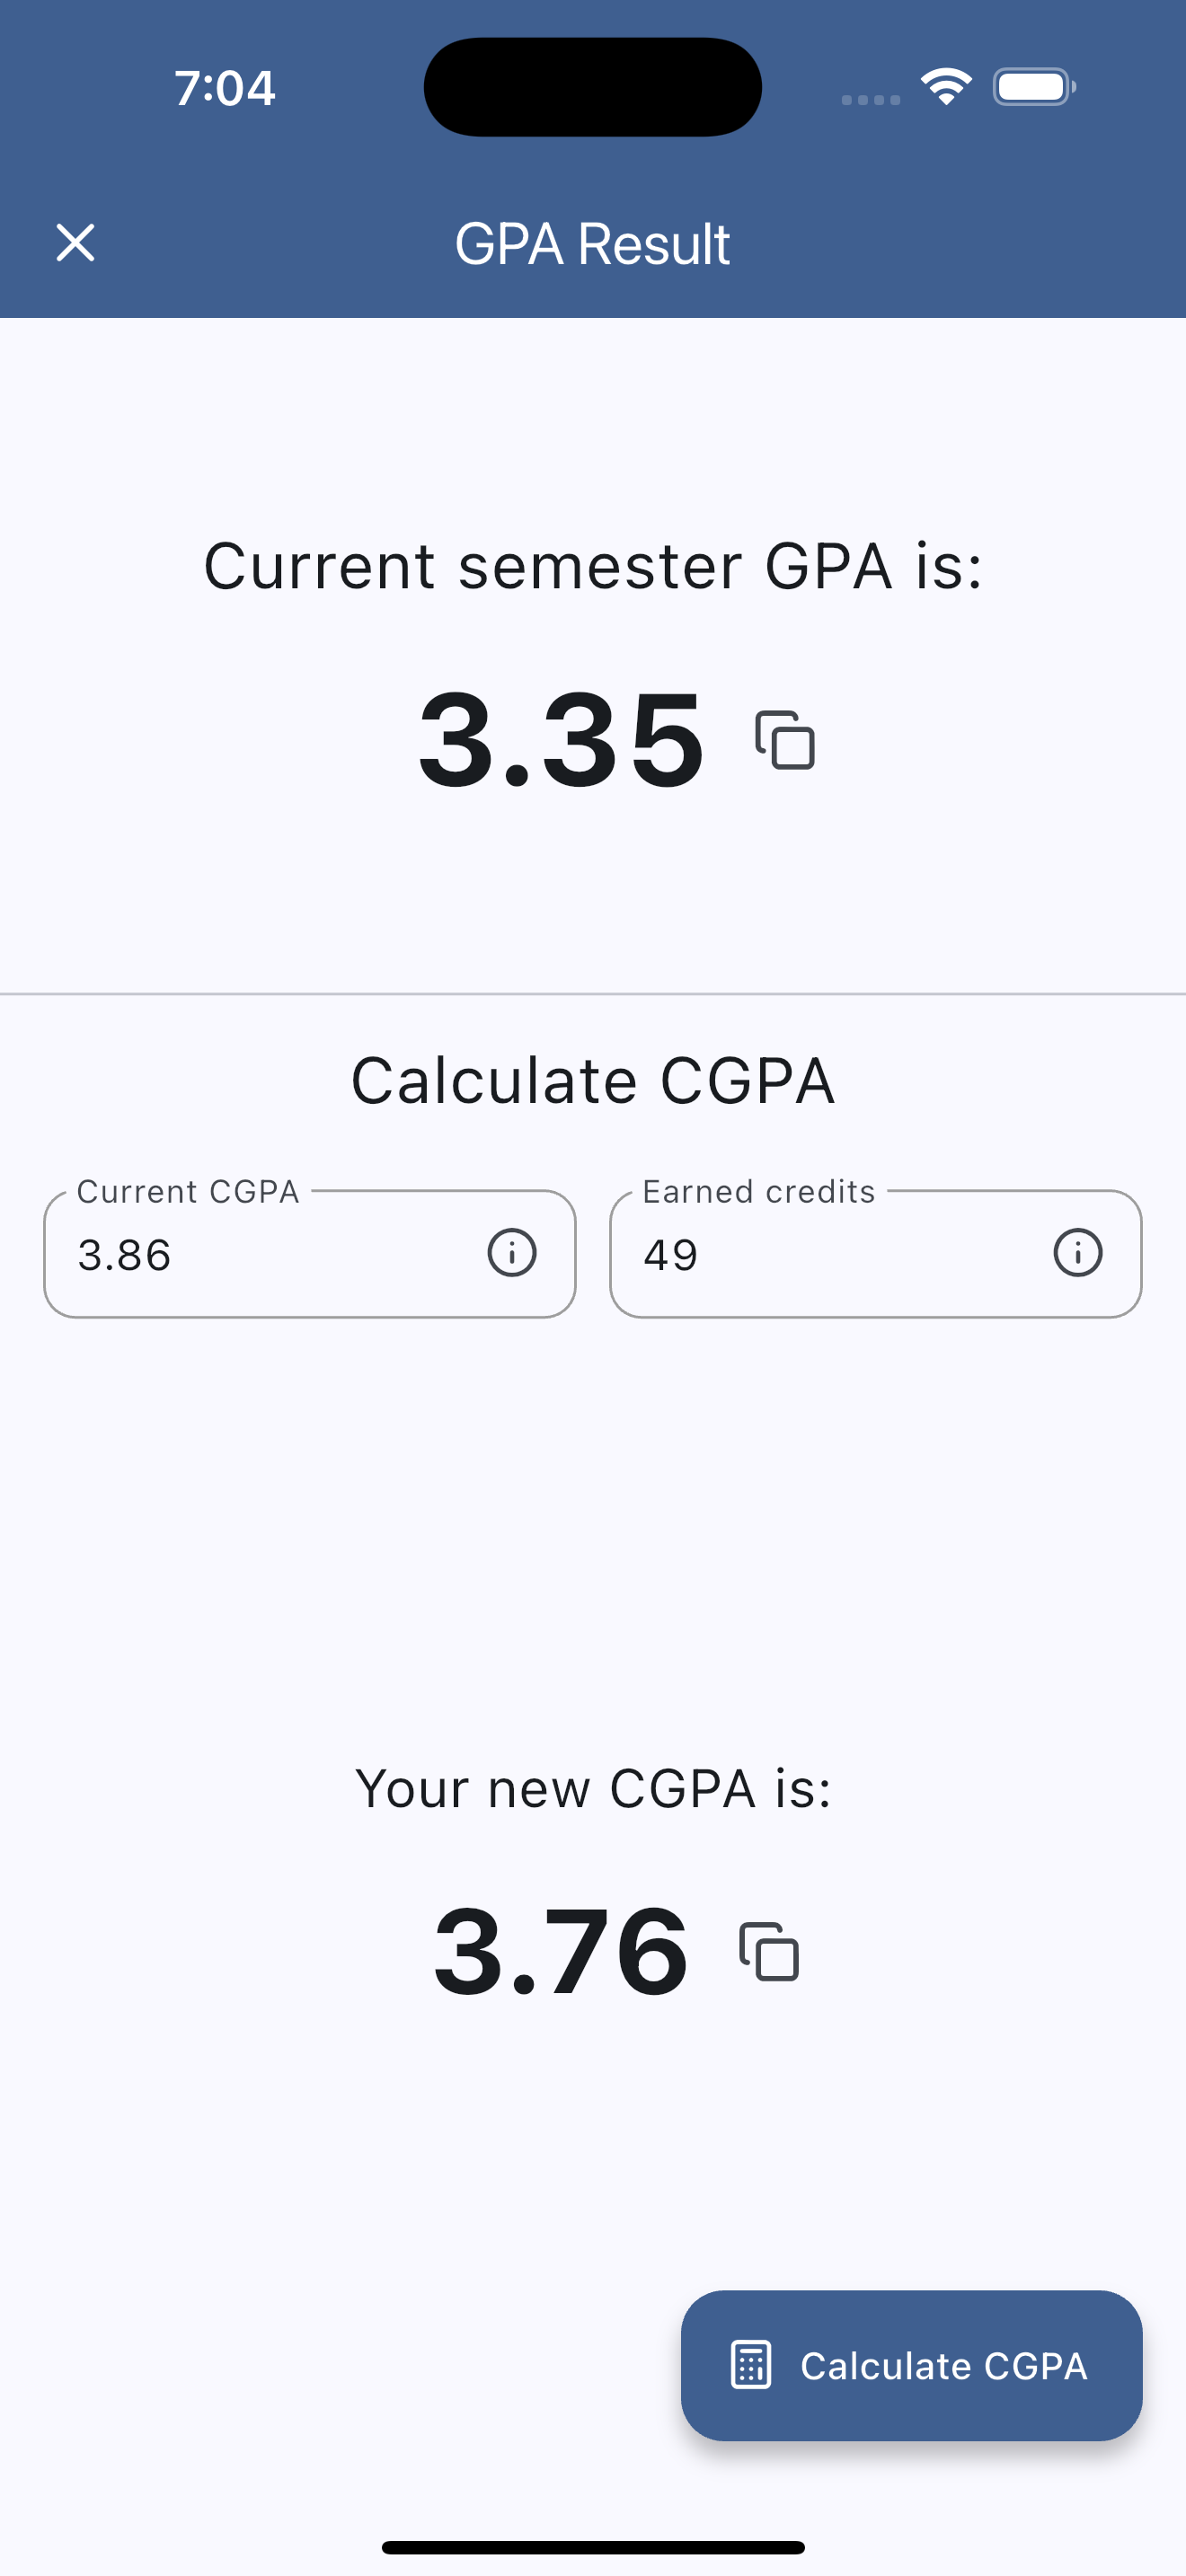 7:04
GPA Result
Current semester GPA is:
3.35
Calculate CGPA
Current CGPA
3.86
Earned credits
49
Your new CGPA is:
3.76
Calculate CGPA